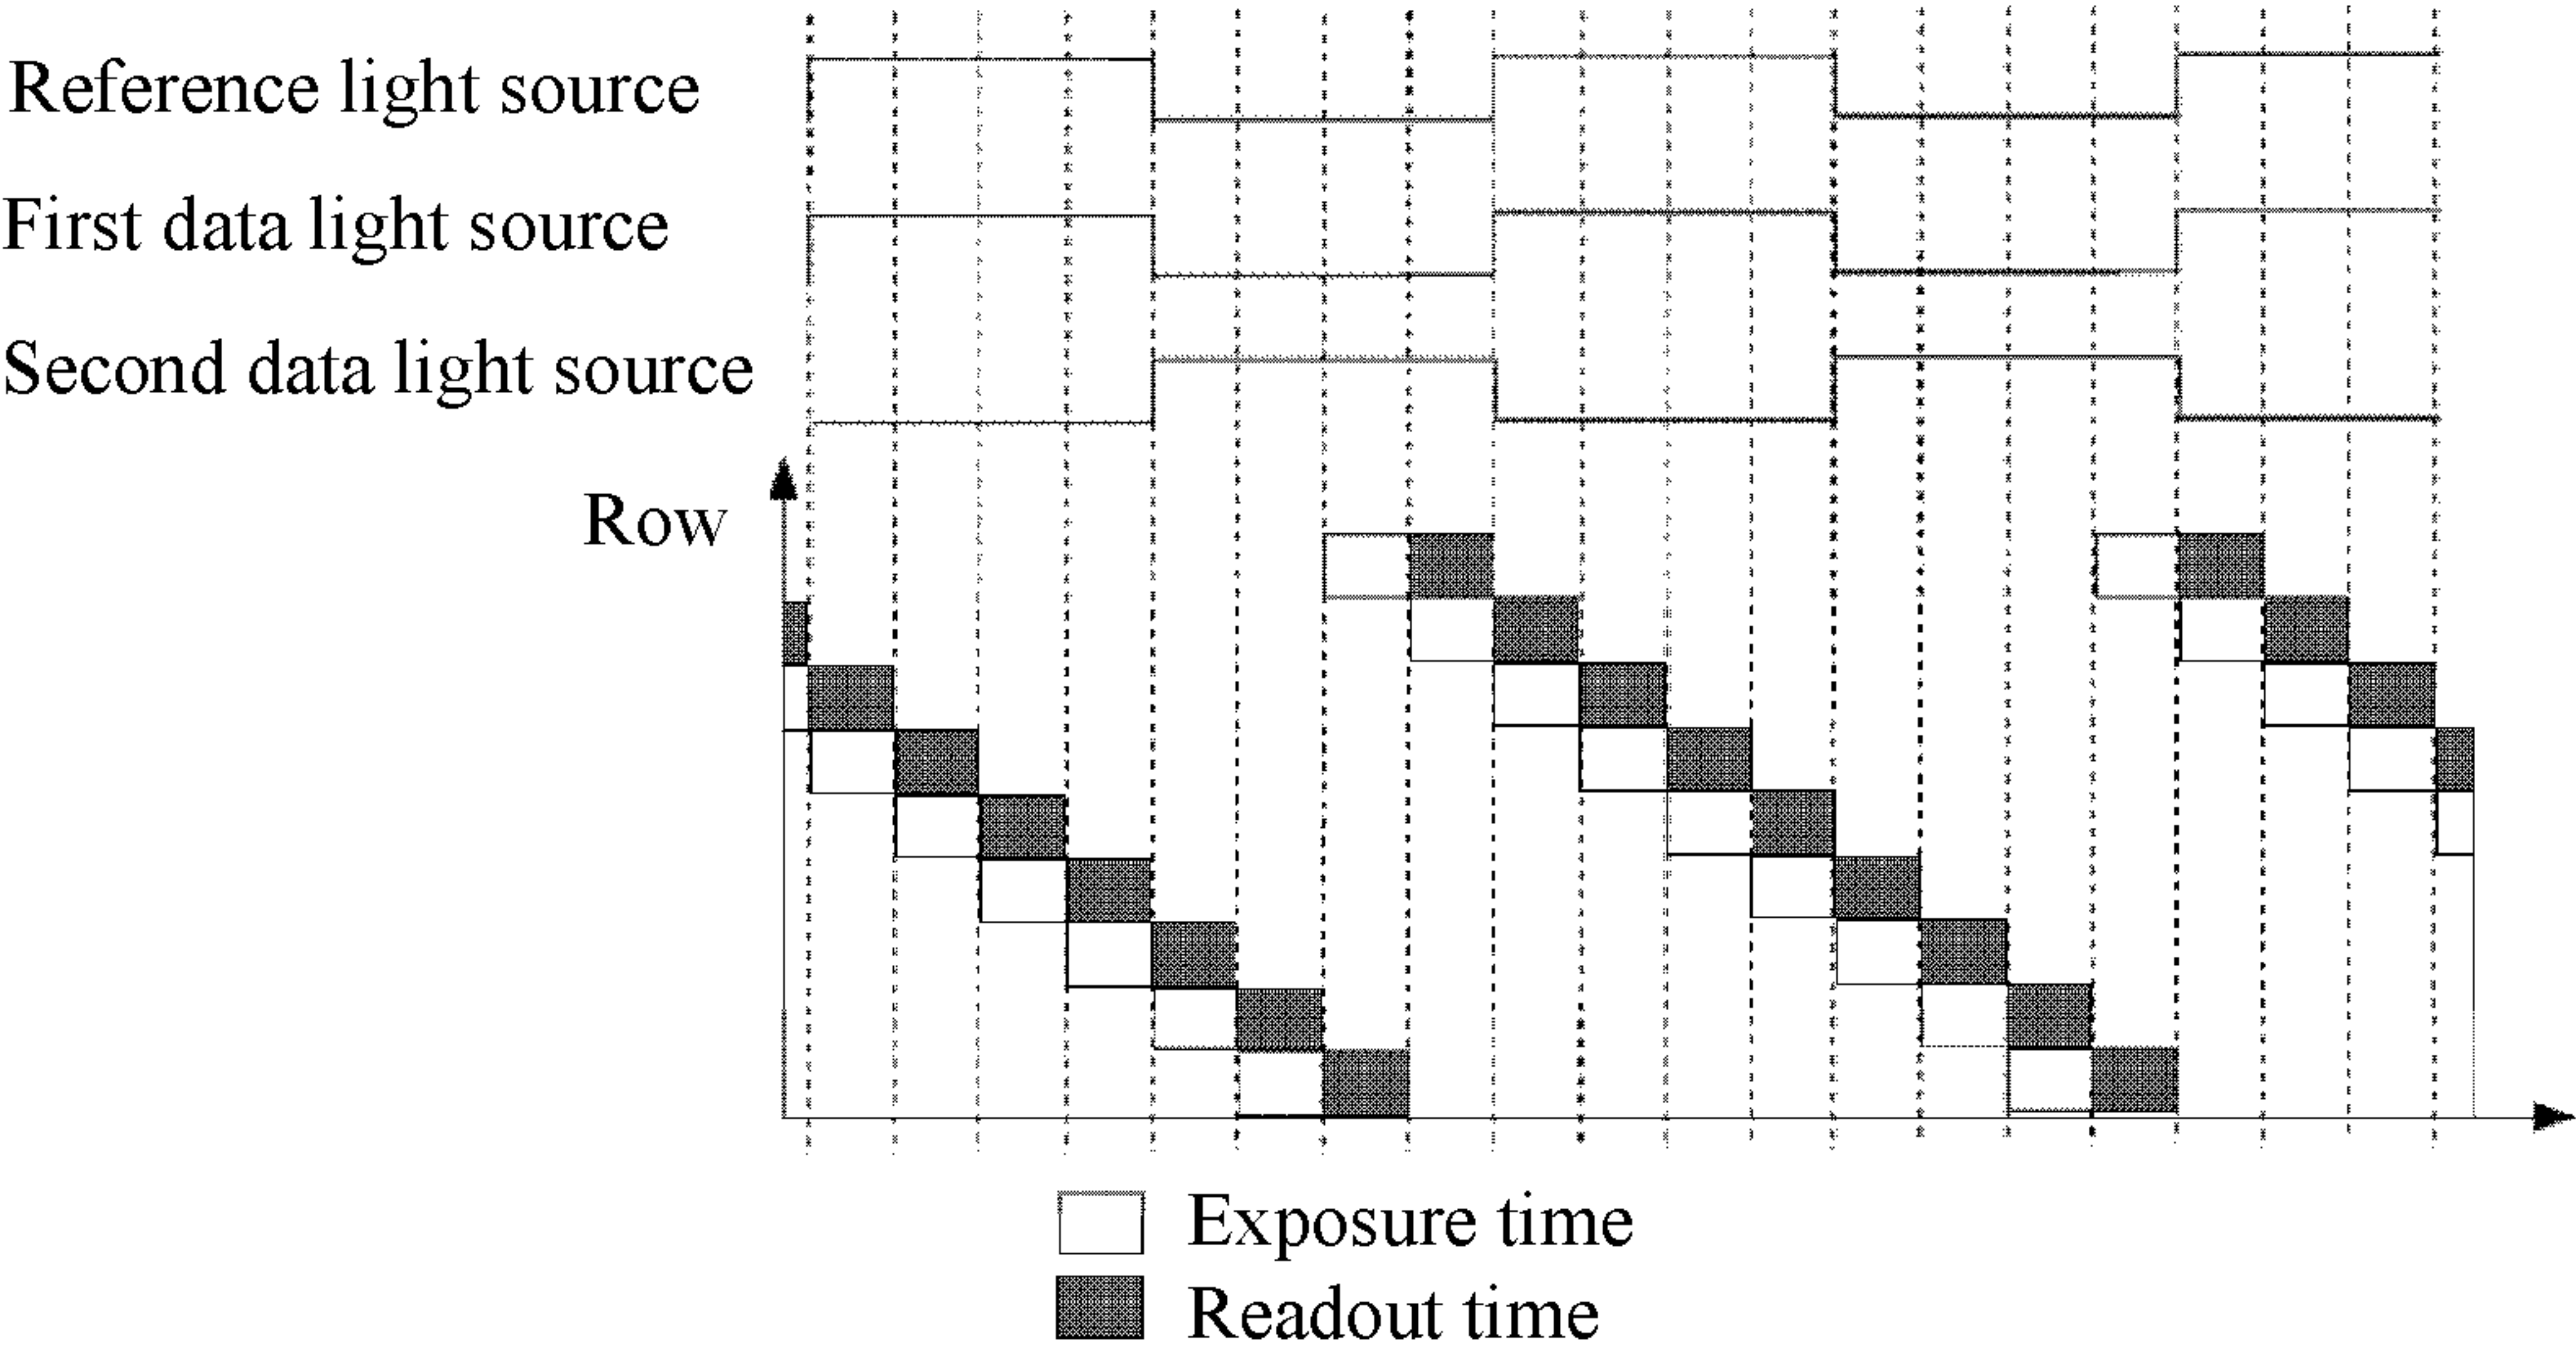 Reference light source
First data light source
Second data light source
Row
Exposure time
Readout time